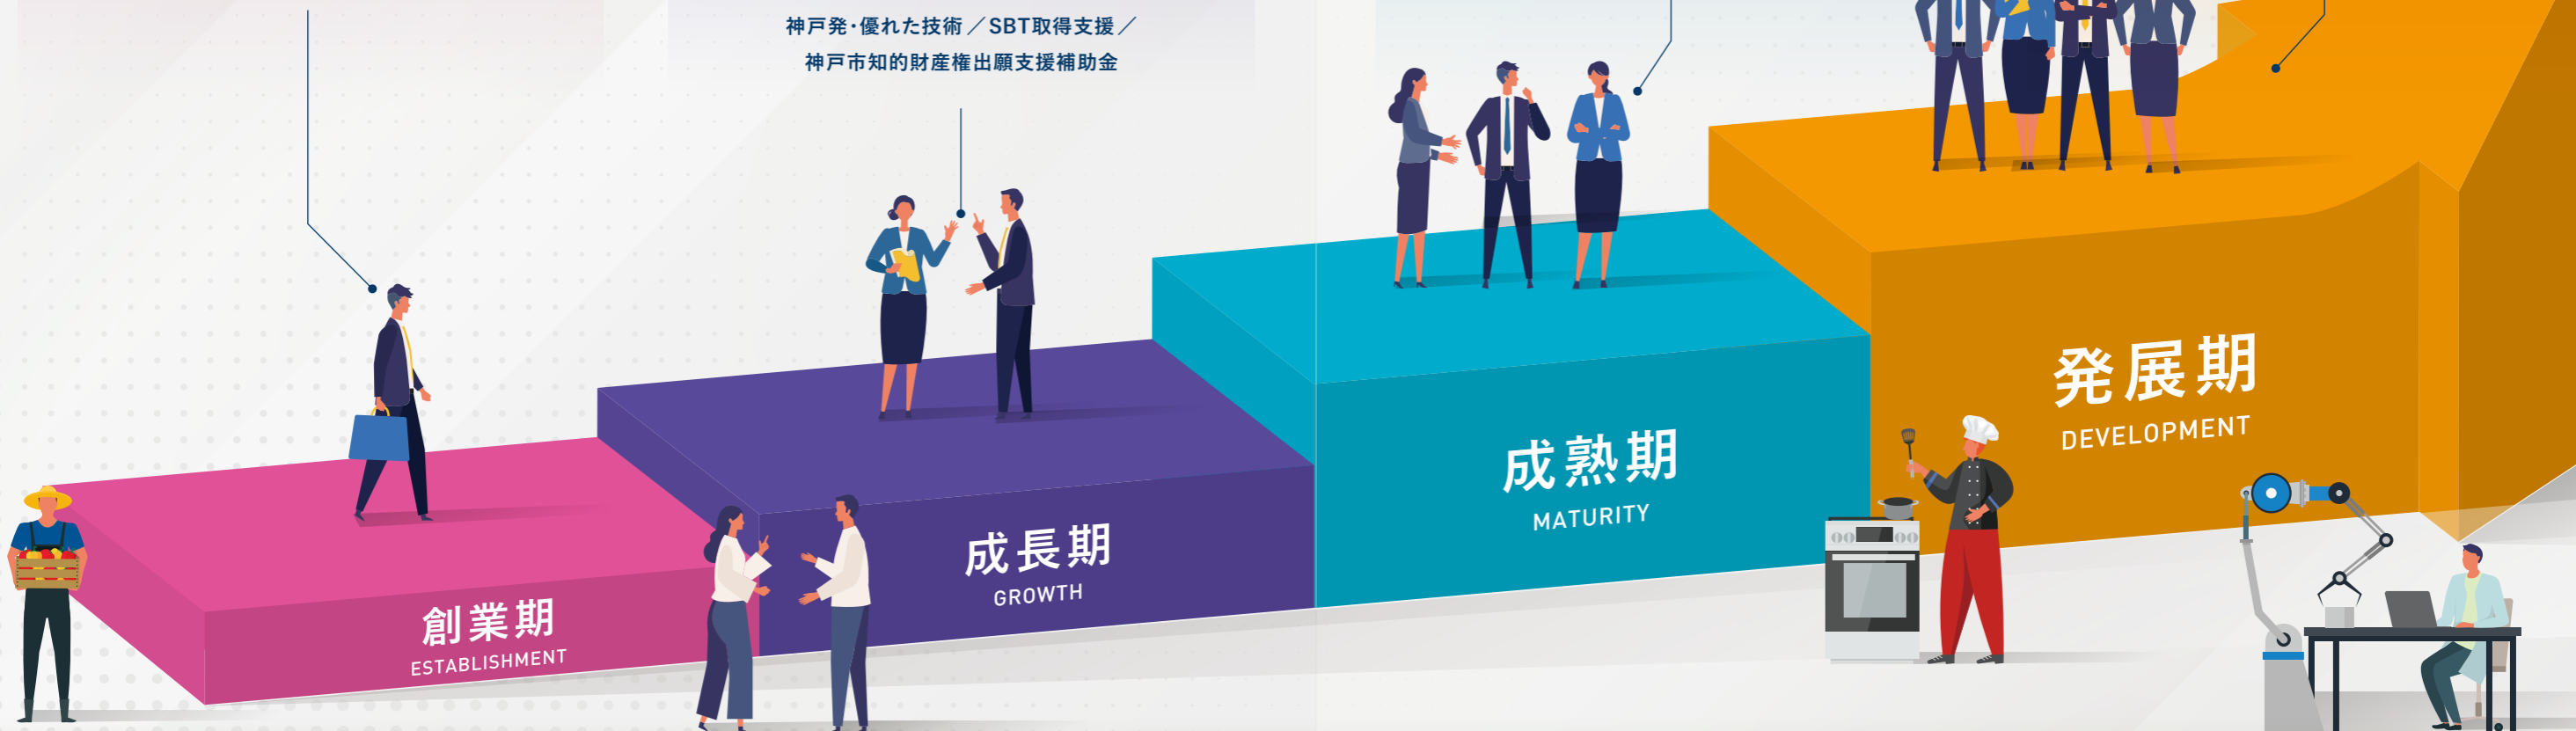 神戸発・優れた技術／SBT取得支援／
神戸市知的財産権出願支援補助金
創業期
ESTABLISHMENT
成長期
GROWTH
成熟期
MATURITY
発展期
DEVELOPMENT